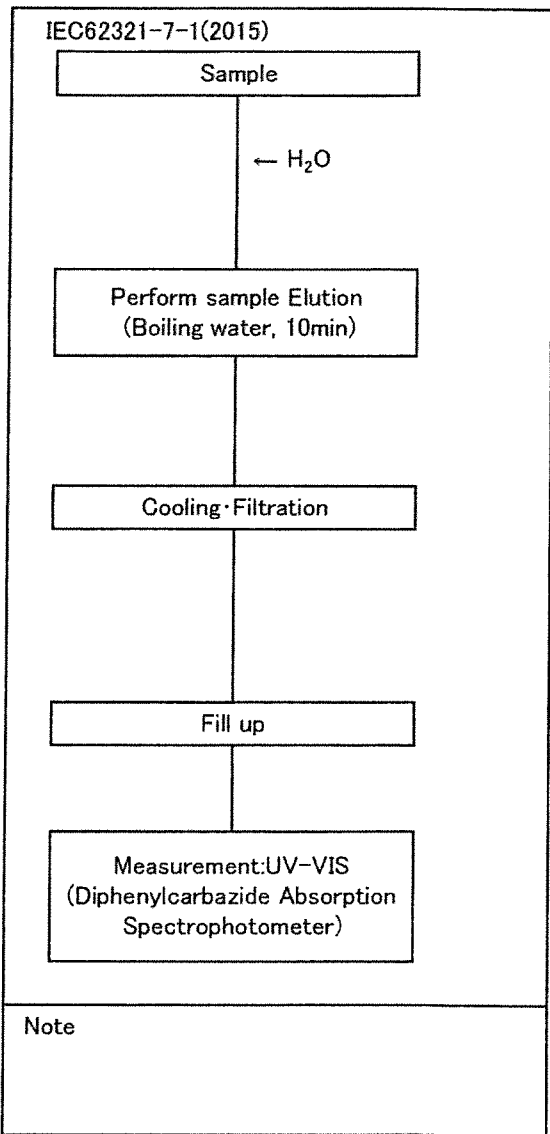 IEC62321-7-1(2015)
Sample
← H₂O
Perform sample Elution
(Boiling water, 10min)
Cooling・Filtration
Fill up
Measurement:UV-VIS
(Diphenylcarbazide Absorption
Spectrophotometer)
Note